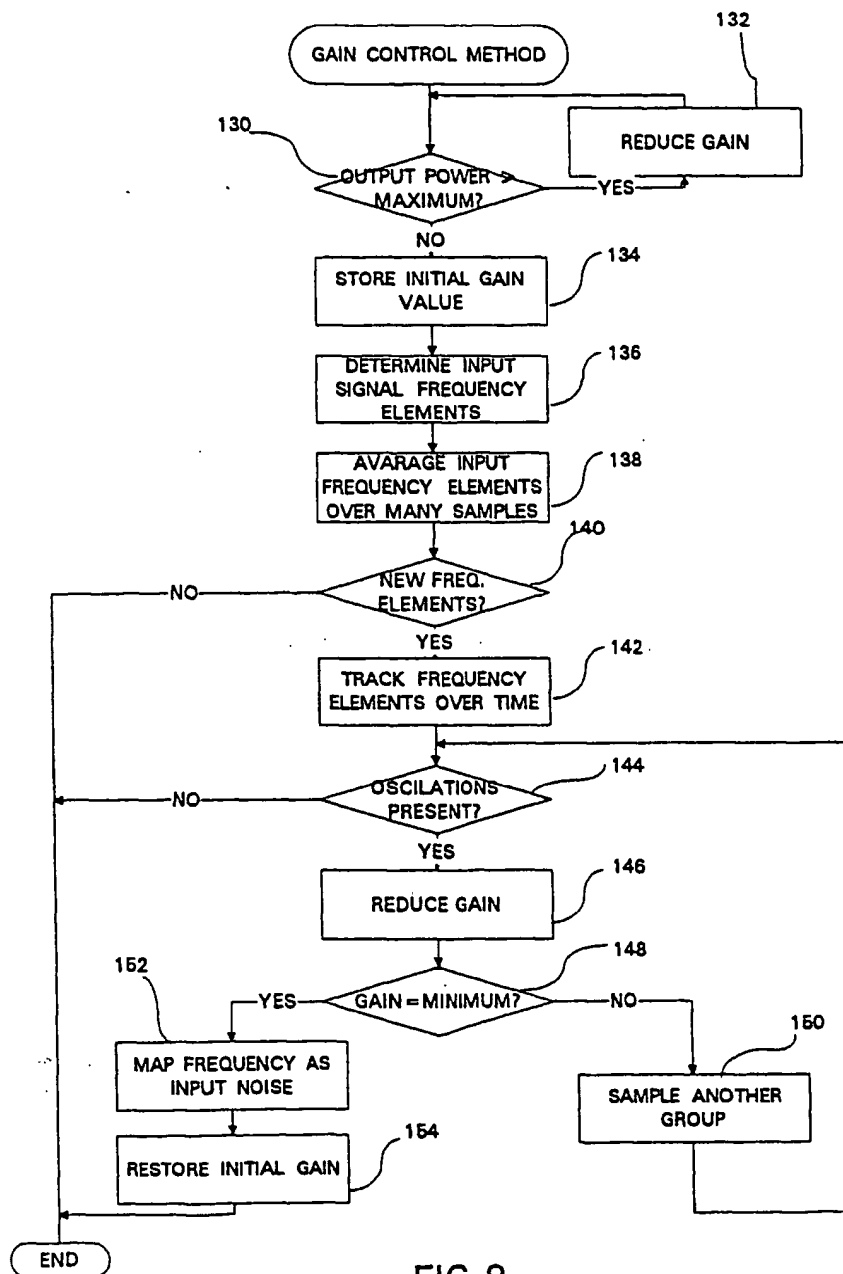 132
GAIN CONTROL METHOD
130
REDUCE GAIN
OUTPUT POWER >
MAXIMUM?
YES
NO
134
STORE INITIAL GAIN
VALUE
136
DETERMINE INPUT
SIGNAL FREQUENCY
ELEMENTS
138
AVARAGE INPUT
FREQUENCY ELEMENTS
OVER MANY SAMPLES
140
NO
NEW FREQ.
ELEMENTS?
YES
142
TRACK FREQUENCY
ELEMENTS OVER TIME
144
NO
OSCILATIONS
PRESENT?
YES
146
REDUCE GAIN
148
152
YES
GAIN=MINIMUM?
NO
150
MAP FREQUENCY AS
INPUT NOISE
SAMPLE ANOTHER
GROUP
154
RESTORE INITIAL GAIN
END